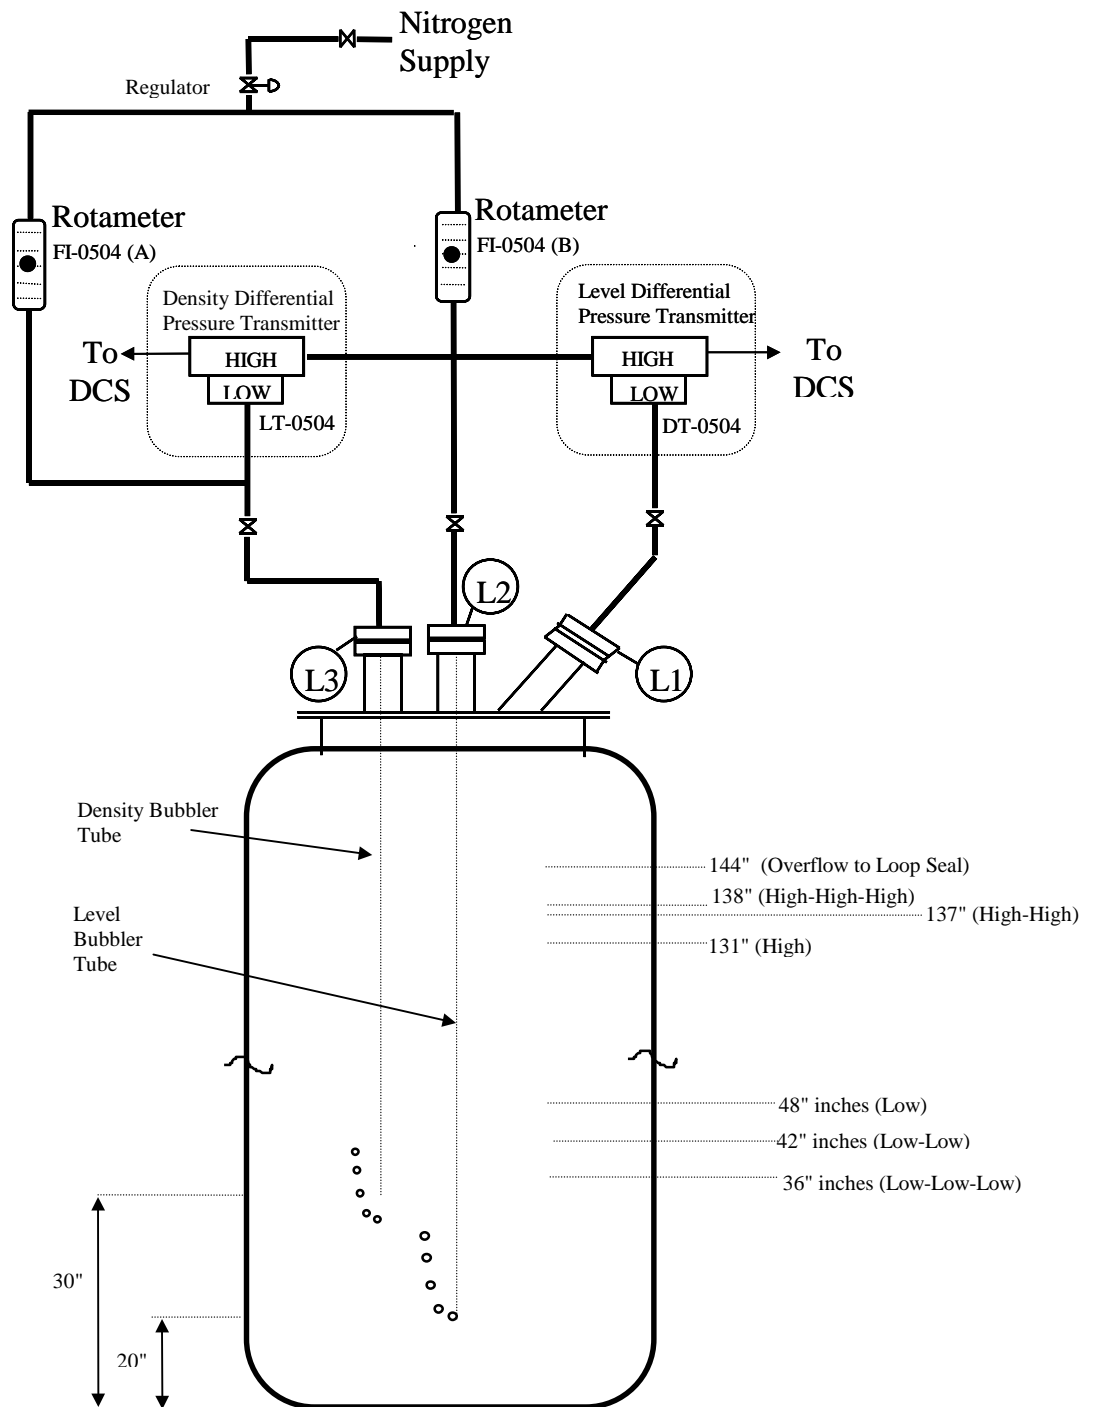 Nitrogen
Supply
Regulator
Rotameter
FI-0504 (A)
Rotameter
FI-0504 (B)
Density Differential
Pressure Transmitter
HIGH
LOW
LT-0504
To
DCS
Level Differential
Pressure Transmitter
HIGH
LOW
DT-0504
To
DCS
L3
L2
L1
Density Bubbler
Tube
Level
Bubbler
Tube
144" (Overflow to Loop Seal)
138" (High-High-High)
137" (High-High)
131" (High)
48" inches (Low)
42" inches (Low-Low)
36" inches (Low-Low-Low)
30"
20"